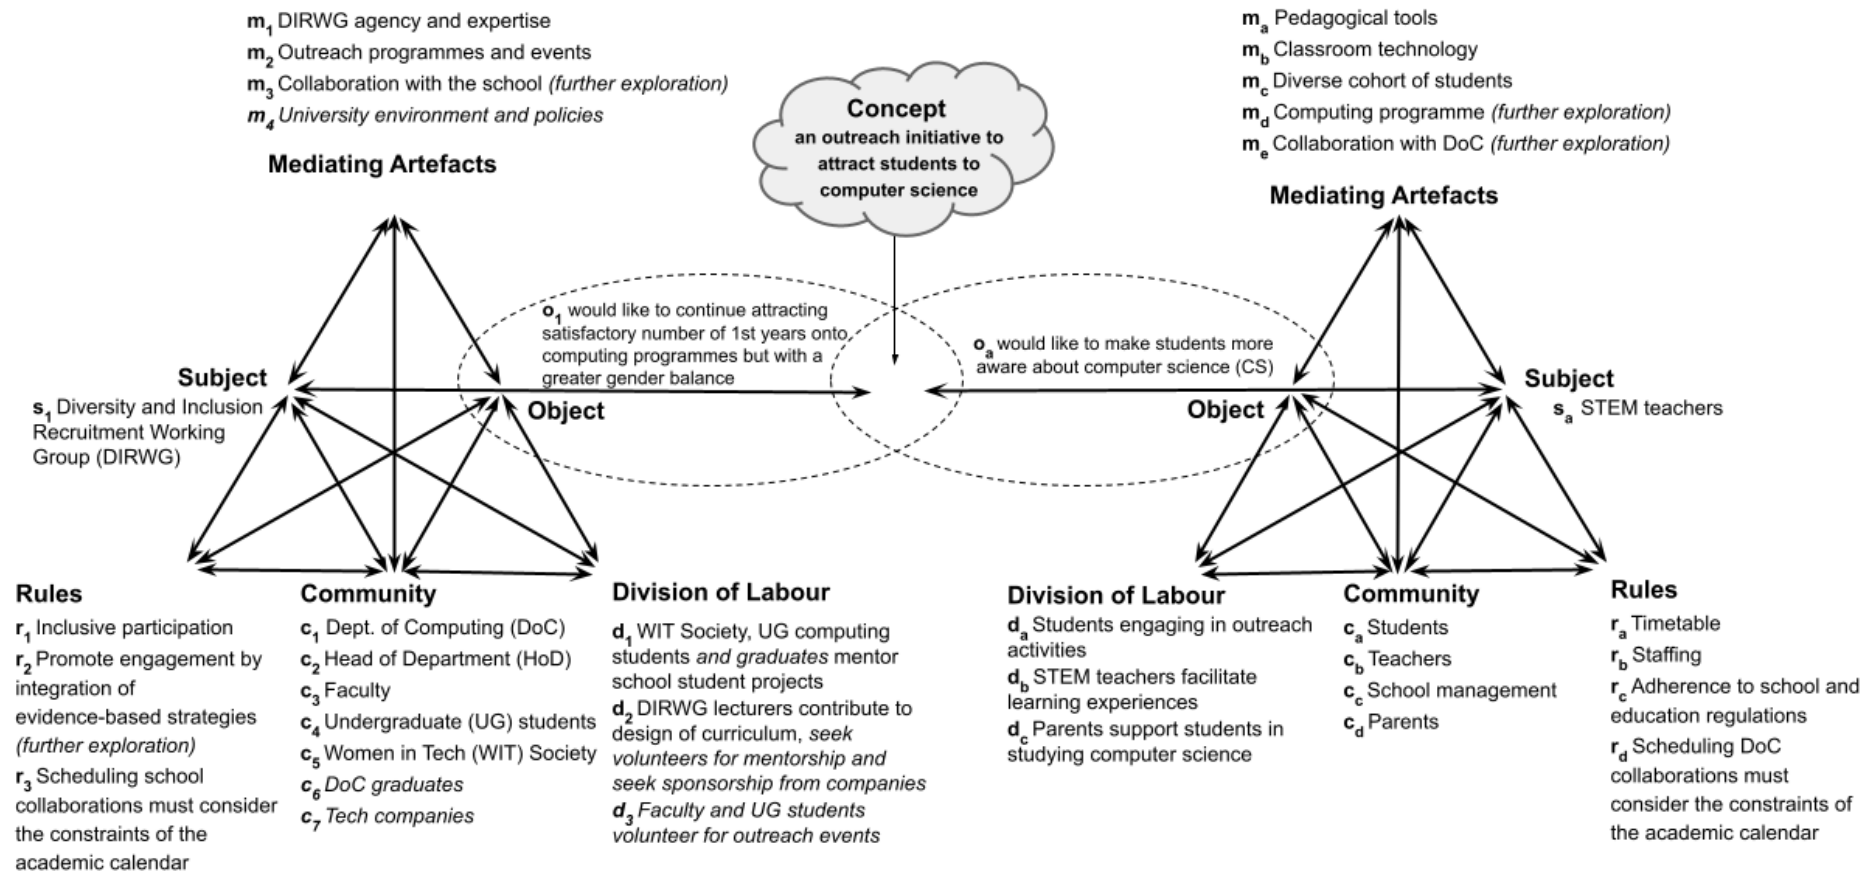 m1 DIRWG agency and expertise
m2 Outreach programmes and events
m3 Collaboration with the school (further exploration)
m4 University environment and policies
Mediating Artefacts
Concept
an outreach initiative to
attract students to
computer science
ma Pedagogical tools
mb Classroom technology
mc Diverse cohort of students
md Computing programme (further exploration)
me Collaboration with DoC (further exploration)
Mediating Artefacts
o1 would like to continue attracting
satisfactory number of 1st years onto
computing programmes but with a
greater gender balance
oa would like to make students more
aware about computer science (CS)
Subject
s1 Diversity and Inclusion
Recruitment Working
Group (DIRWG)
Object
Object
Subject
sa STEM teachers
Rules
r1 Inclusive participation
r2 Promote engagement by
integration of
evidence-based strategies
(further exploration)
r3 Scheduling school
collaborations must consider
the constraints of the
academic calendar
Community
c1 Dept. of Computing (DoC)
c2 Head of Department (HoD)
c3 Faculty
c4 Undergraduate (UG) students
c5 Women in Tech (WIT) Society
c6 DoC graduates
c7 Tech companies
Division of Labour
d1 WIT Society, UG computing
students and graduates mentor
school student projects
d2 DIRWG lecturers contribute to
design of curriculum, seek
volunteers for mentorship and
seek sponsorship from companies
d3 Faculty and UG students
volunteer for outreach events
Division of Labour
da Students engaging in outreach
activities
db STEM teachers facilitate
learning experiences
dc Parents support students in
studying computer science
Community
ca Students
cb Teachers
cc School management
cd Parents
Rules
ra Timetable
rb Staffing
rc Adherence to school and
education regulations
rd Scheduling DoC
collaborations must
consider the constraints of
the academic calendar